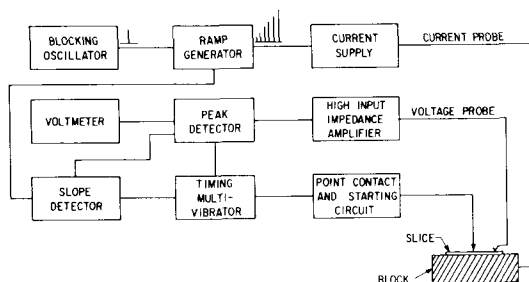 BLOCKING
OSCILLATOR
RAMP
GENERATOR
CURRENT
SUPPLY
CURRENT PROBE
VOLTMETER
PEAK
DETECTOR
HIGH INPUT
IMPEDANCE
AMPLIFIER
VOLTAGE PROBE
SLOPE
DETECTOR
TIMING
MULTI-
VIBRATOR
POINT CONTACT
AND STARTING
CIRCUIT
SLICE
BLOCK